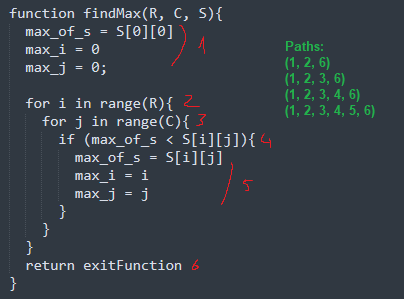 function findMax(R, C, S){
max_of_s = S[0][0]
max_i = 0 1
max_j = 0;
for i in range(R){ 2
for j in range(C){ 3
if (max_of_s < S[i][j]){ 4
max_of_s = S[i][j]
max_i = i 5
max_j = j
}
}
}
return exitFunction 6
}
Paths:
(1, 2, 6)
(1, 2, 3, 6)
(1, 2, 3, 4, 6)
(1, 2, 3, 4, 5, 6)